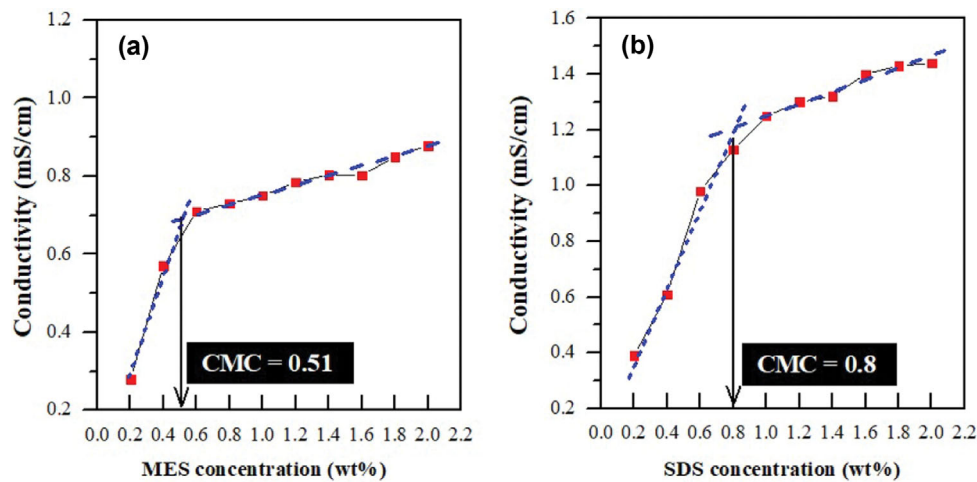 (a)
Conductivity (mS/cm)
1.2
1.0
0.8
0.6
0.4
0.2
CMC = 0.51
0.0 0.2 0.4 0.6 0.8 1.0 1.2 1.4 1.6 1.8 2.0 2.2
MES concentration (wt%)
(b)
Conductivity (mS/cm)
1.6
1.4
1.2
1.0
0.8
0.6
0.4
0.2
CMC = 0.8
0.0 0.2 0.4 0.6 0.8 1.0 1.2 1.4 1.6 1.8 2.0 2.2
SDS concentration (wt%)